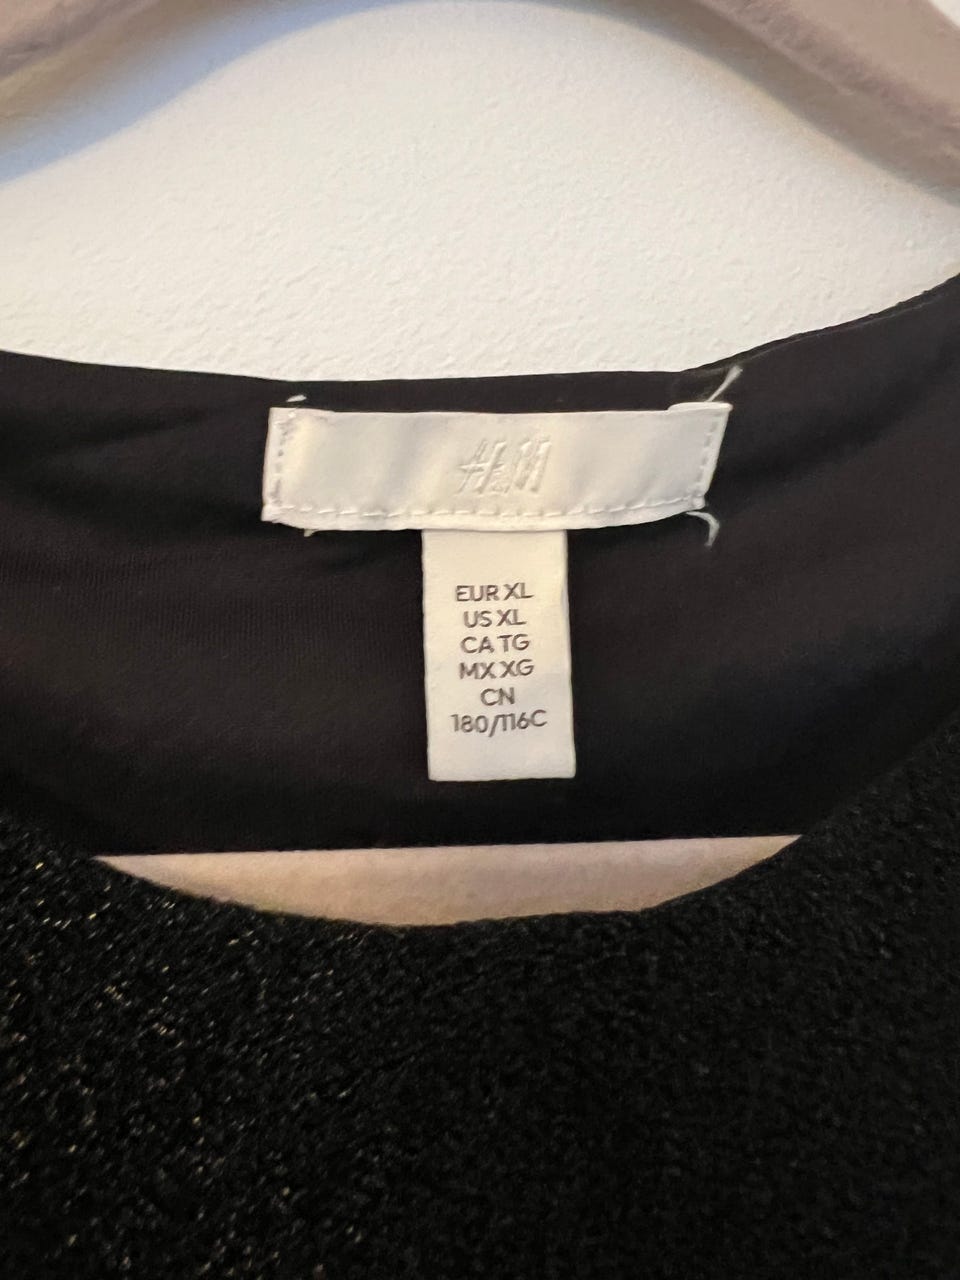 H&M
EUR XL
US XL
CA TG
MX XG
CN
180/116C